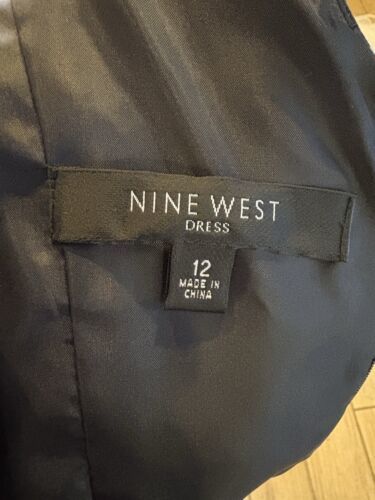 NINE WEST
DRESS
12
MADE IN
CHINA